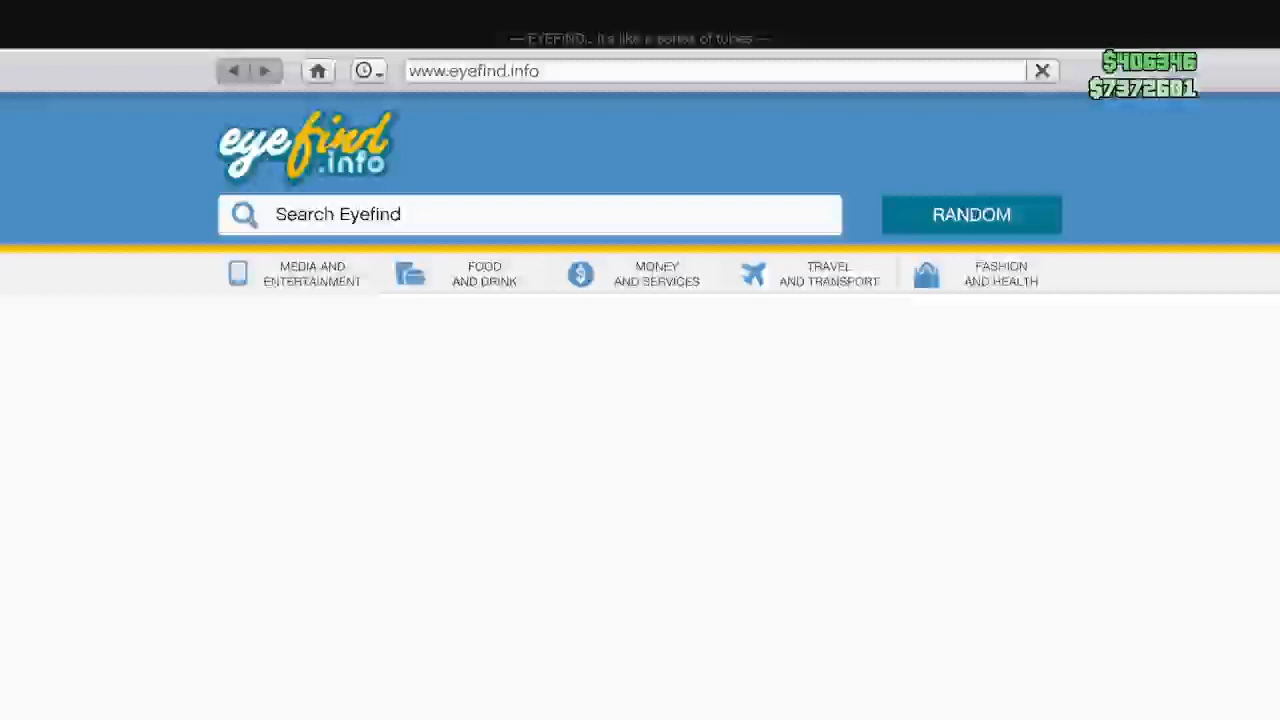 — EYEFIND... It's like a series of tubes —
www.eyefind.info
$406346
$7372601
eyefind
.info
Search Eyefind
RANDOM
MEDIA AND
ENTERTAINMENT
FOOD
AND DRINK
MONEY
AND SERVICES
TRAVEL
AND TRANSPORT
FASHION
AND HEALTH